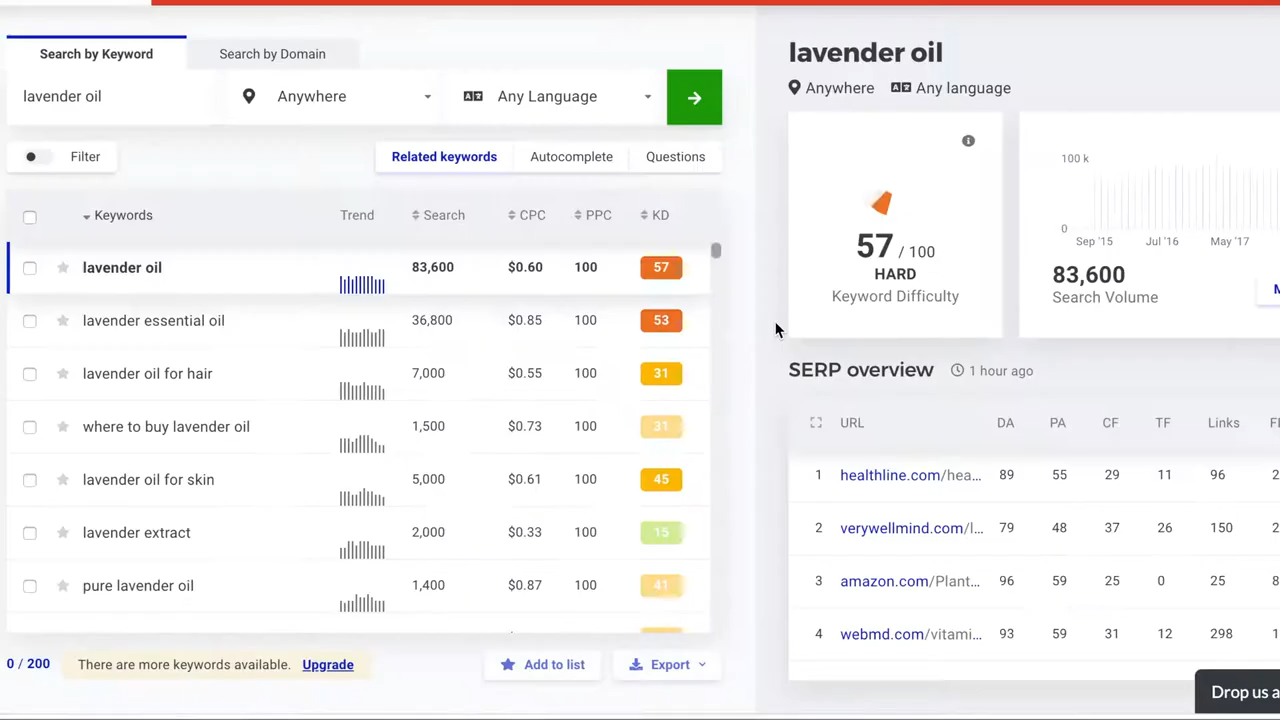 Search by Keyword
Search by Domain
lavender oil
Anywhere
Any Language
Filter
Related keywords
Autocomplete
Questions
Keywords Trend Search CPC PPC KD
lavender oil 83,600 $0.60 100 57
lavender essential oil 36,800 $0.85 100 53
lavender oil for hair 7,000 $0.55 100 31
where to buy lavender oil 1,500 $0.73 100 31
lavender oil for skin 5,000 $0.61 100 45
lavender extract 2,000 $0.33 100 15
pure lavender oil 1,400 $0.87 100 41
0 / 200
There are more keywords available. Upgrade
Add to list
Export
lavender oil
Anywhere
Any language
57 / 100
HARD
Keyword Difficulty
100 k
0
Sep '15 Jul '16 May '17
83,600
Search Volume
SERP overview
1 hour ago
URL DA PA CF TF Links
1 healthline.com/hea... 89 55 29 11 96
2 verywellmind.com/l... 79 48 37 26 150
3 amazon.com/Plant... 96 59 25 0 25
4 webmd.com/vitami... 93 59 31 12 298
Drop us a